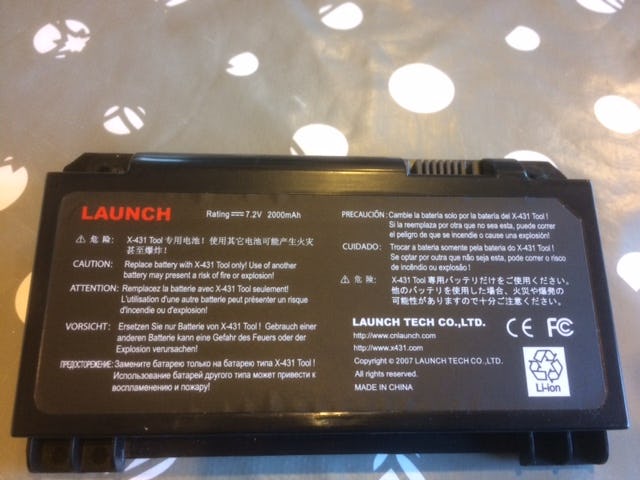 LAUNCH
Rating⎓7.2V 2000mAh
⚠ 危 险: X-431 Tool 专用电池! 使用其它电池可能产生火灾
甚至爆炸!
CAUTION: Replace battery with X-431 Tool only! Use of another
battery may present a risk of fire or explosion!
ATTENTION: Remplacez la batterie avec X-431 Tool seulement!
L'utilisation d'une autre batterie peut présenter un risque
d'incendie ou d'explosion!
VORSICHT: Ersetzen Sie nur Batterie von X-431 Tool ! Gebrauch einer
anderen Batterie kann eine Gefahr des Feuers oder der
Explosion verursachen!
ПРЕДОСТОРОЖЕНИЕ: Замените батарею только на батарею типа X-431 Tool !
Использование батарей другого типа может привести к
воспламенению и пожару!
PRECAUCIÓN: Cambie la batería solo por la batería del X-431 Tool !
Si la reemplaza por otra que no sea esta, puede correr
el peligro de que se incendie o cause una explosión!
CUIDADO: Trocar a bateria somente pela bateria do X-431 Tool !
Se optar por outra que não seja esta, pode correr o risco
de incêndio ou explosão !
⚠ 危 険: X-431 Tool 専用バッテリだけをご使用ください。
他のバッテリを使用した場合、火災や爆発の
可能性がありますので十分ご注意ください。
LAUNCH TECH CO.,LTD.
http://www.cnlaunch.com
http://www.x431.com
Copyright © 2007 LAUNCH TECH CO.,LTD.
All rights reserved.
MADE IN CHINA
CE FC
Li-ion